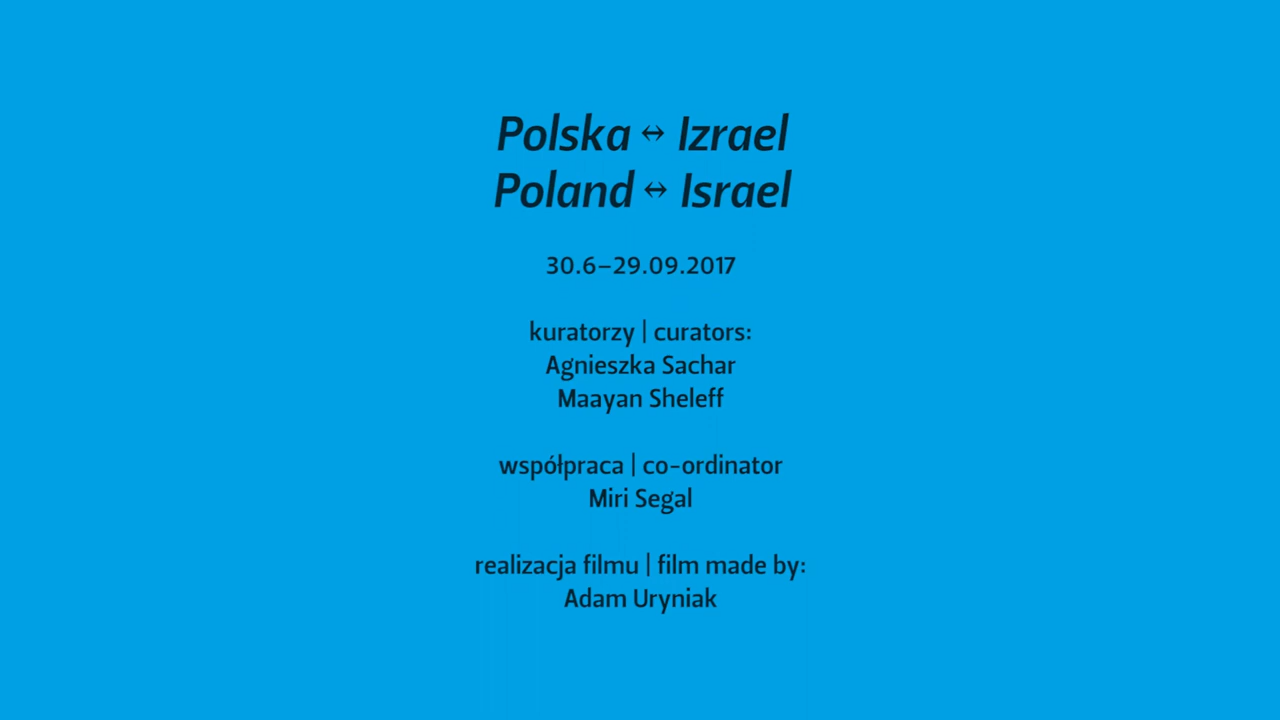 Polska ↔ Izrael
Poland ↔ Israel
30.6–29.09.2017
kuratorzy | curators:
Agnieszka Sachar
Maayan Sheleff
współpraca | co-ordinator
Miri Segal
realizacja filmu | film made by:
Adam Uryniak